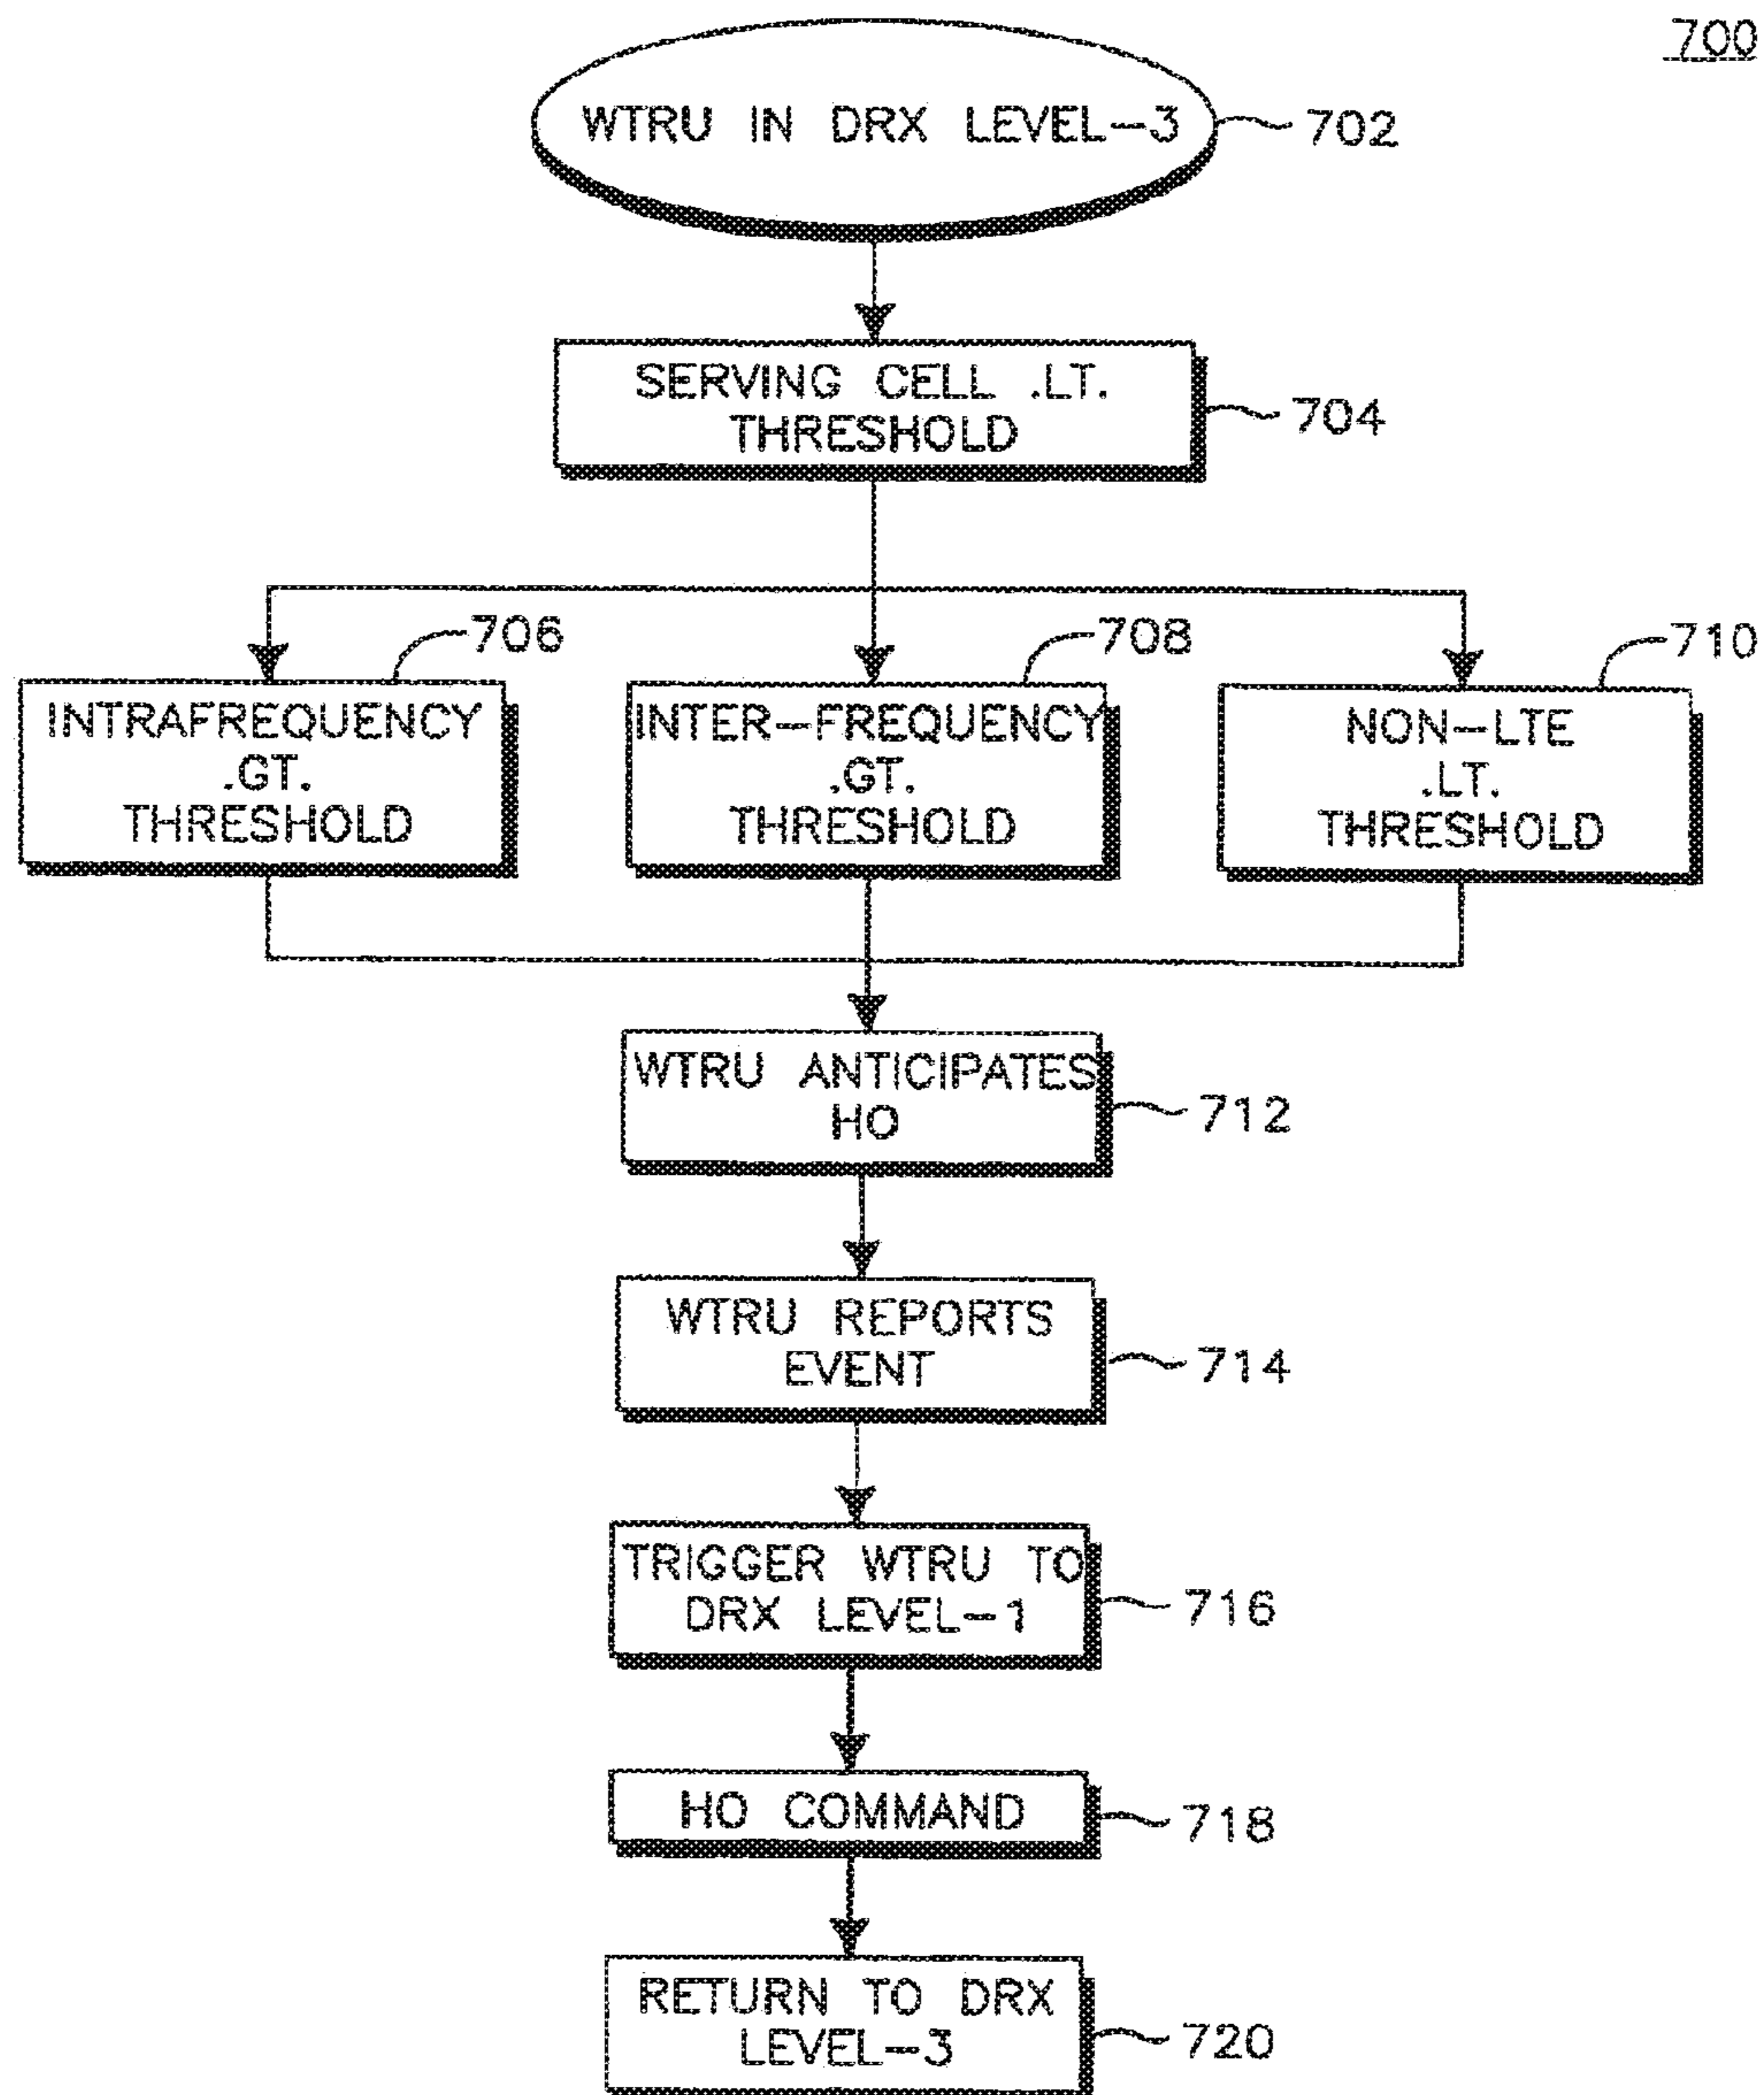 700
WTRU IN DRX LEVEL-3
702
SERVING CELL .LT.
THRESHOLD
704
706
708
710
INTRAFREQUENCY
.GT.
THRESHOLD
INTER-FREQUENCY
.GT.
THRESHOLD
NON-LTE
.LT.
THRESHOLD
WTRU ANTICIPATES
HO
712
WTRU REPORTS
EVENT
714
TRIGGER WTRU TO
DRX LEVEL-1
716
HO COMMAND
718
RETURN TO DRX
LEVEL-3
720